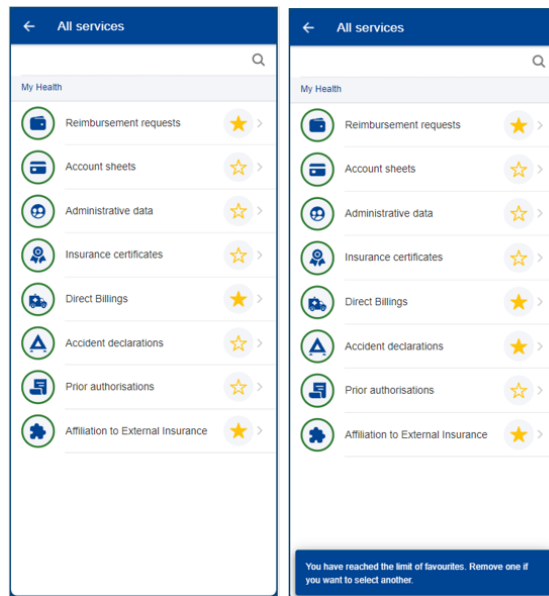 All services
My Health
Reimbursement requests
Account sheets
Administrative data
Insurance certificates
Direct Billings
Accident declarations
Prior authorisations
Affiliation to External Insurance
All services
My Health
Reimbursement requests
Account sheets
Administrative data
Insurance certificates
Direct Billings
Accident declarations
Prior authorisations
Affiliation to External Insurance
You have reached the limit of favourites. Remove one if
you want to select another.